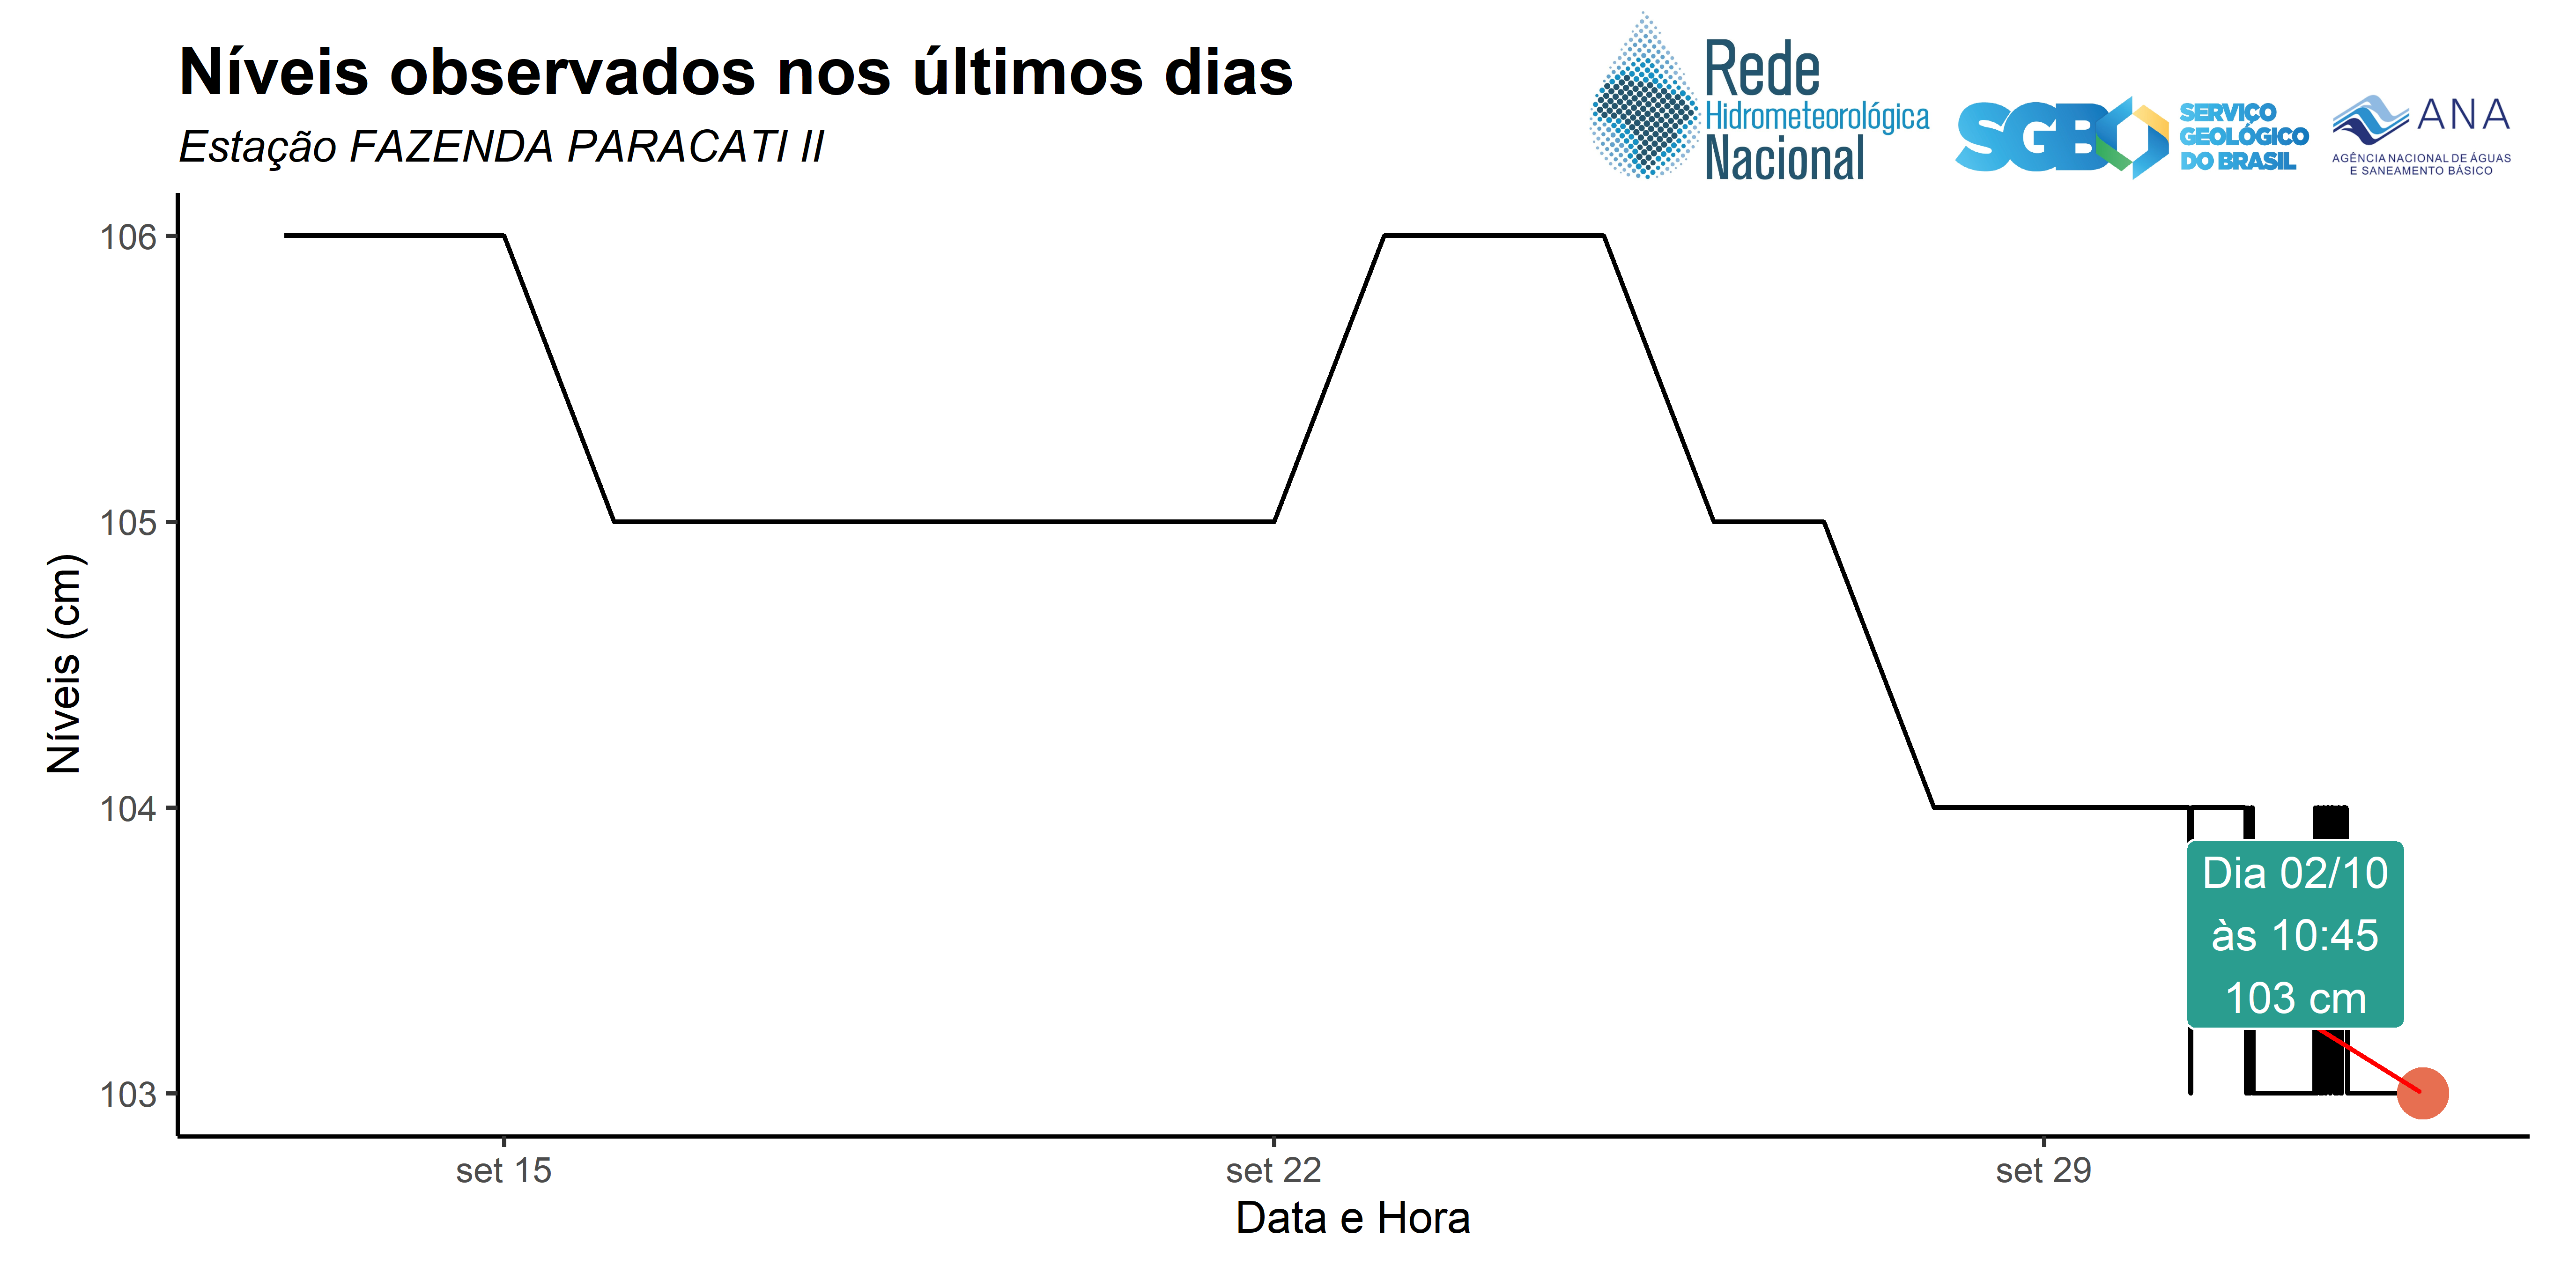 Níveis observados nos últimos dias
Estação FAZENDA PARACATI II
Rede
Hidrometeorológica
Nacional
SGB
SERVIÇO
GEOLÓGICO
DO BRASIL
ANA
AGÊNCIA NACIONAL DE ÁGUAS
E SANEAMENTO BÁSICO
Níveis (cm)
106
105
104
103
Dia 02/10
às 10:45
103 cm
set 15
set 22
set 29
Data e Hora